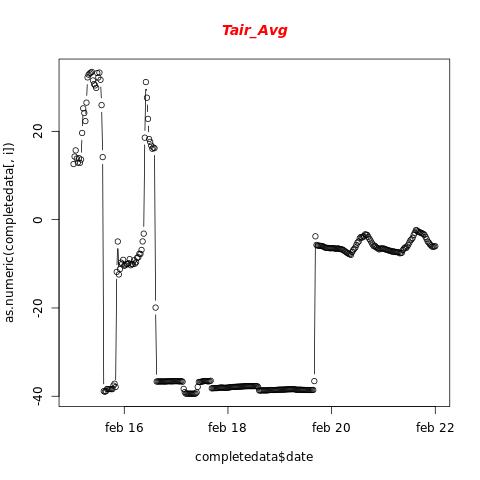 Tair_Avg
as.numeric(completedata[, i])
20
0
-20
-40
feb 16
feb 18
feb 20
feb 22
completedata$date